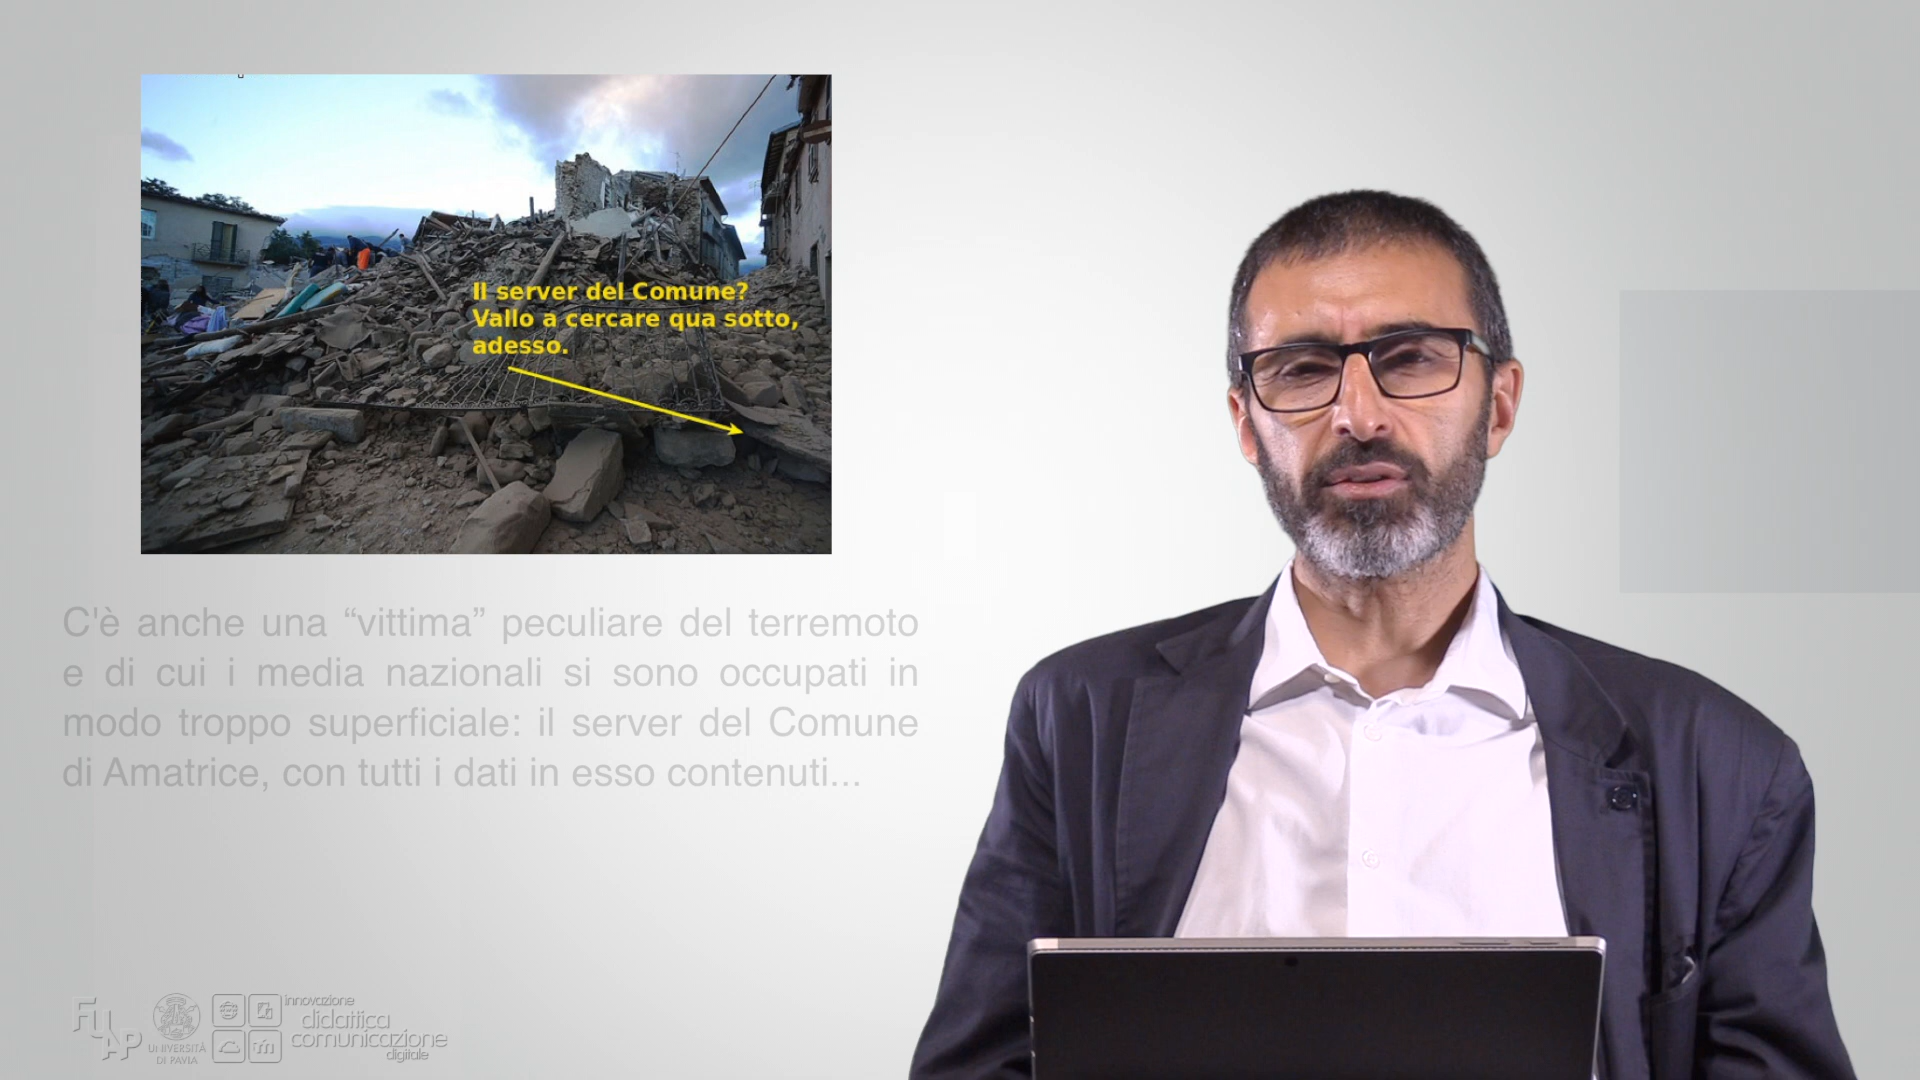 Il server del Comune?
Vallo a cercare qua sotto,
adesso.
C'è anche una “vittima” peculiare del terremoto
e di cui i media nazionali si sono occupati in
modo troppo superficiale: il server del Comune
di Amatrice, con tutti i dati in esso contenuti...
UNIVERSITÀ
DI PAVIA
innovazione
didattica
comunicazione
digitale